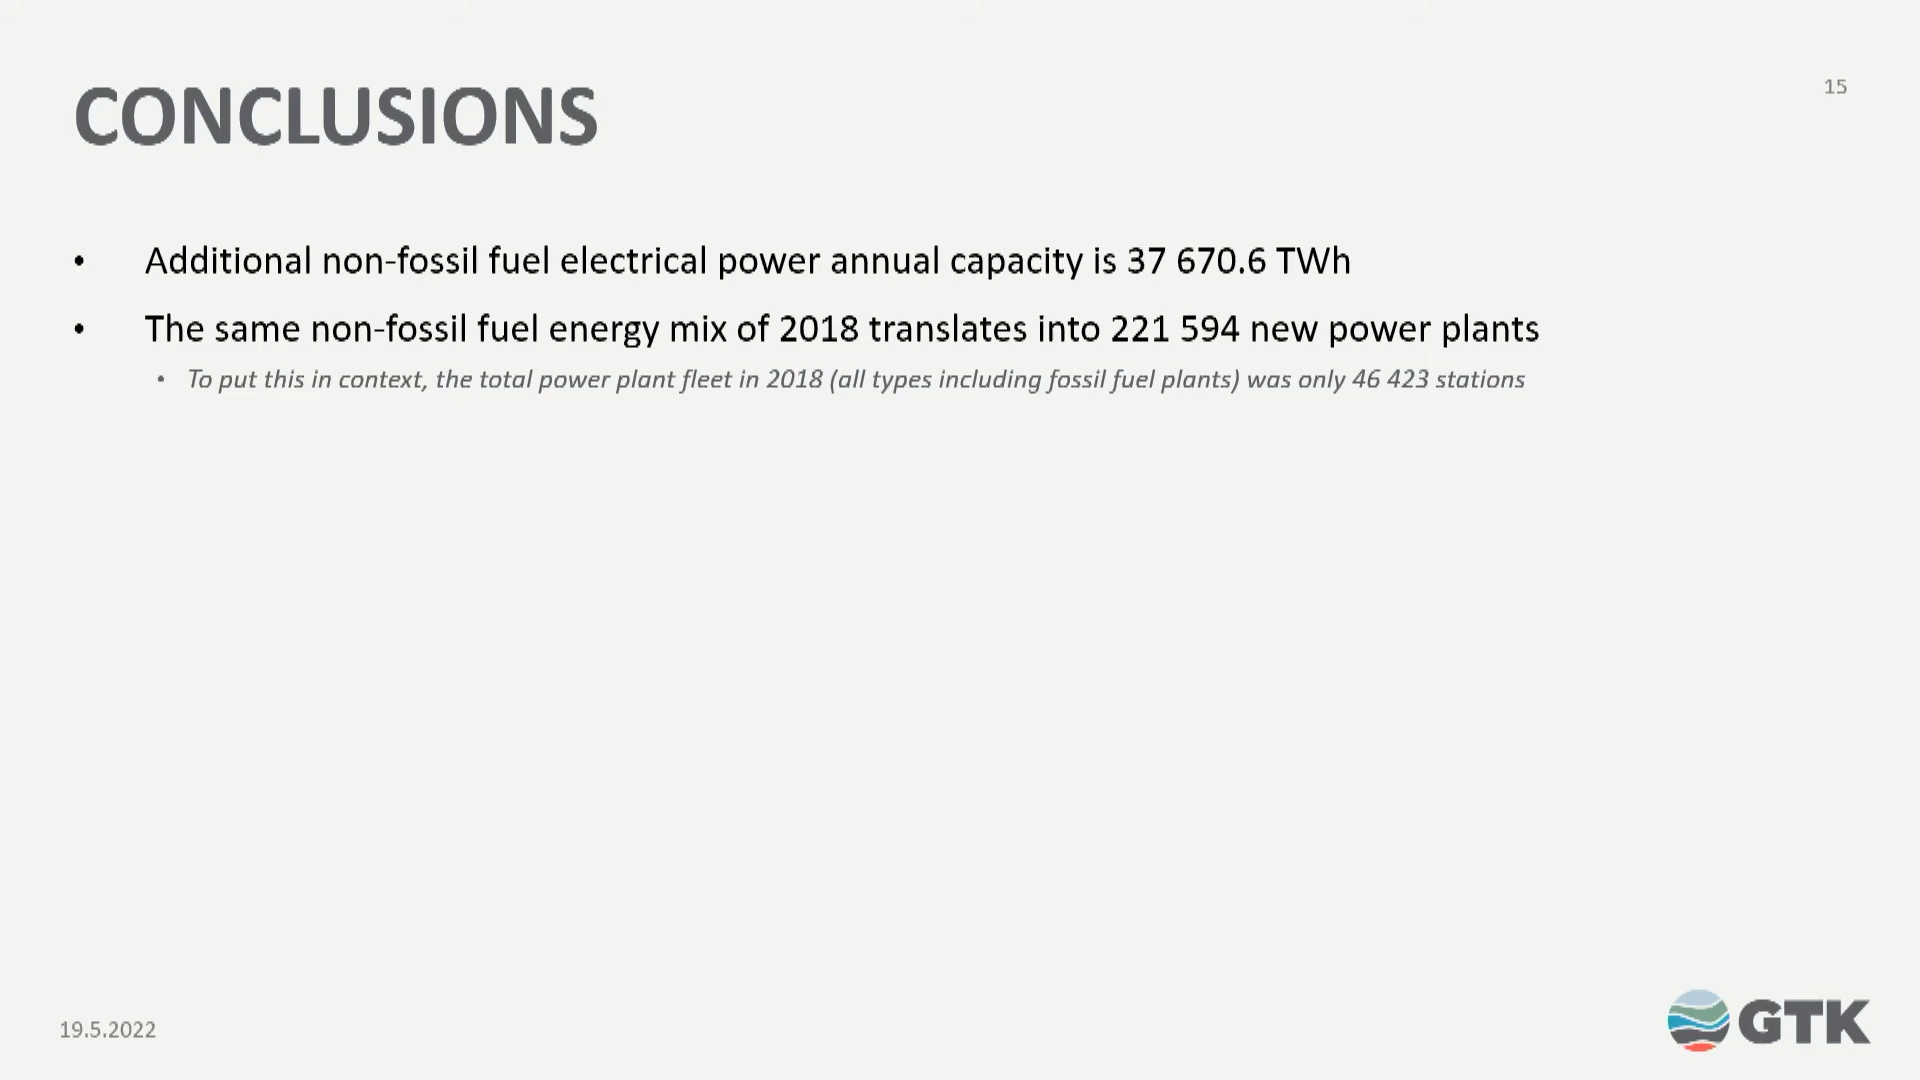 CONCLUSIONS
15
• Additional non-fossil fuel electrical power annual capacity is 37 670.6 TWh
• The same non-fossil fuel energy mix of 2018 translates into 221 594 new power plants
• To put this in context, the total power plant fleet in 2018 (all types including fossil fuel plants) was only 46 423 stations
19.5.2022
GTK